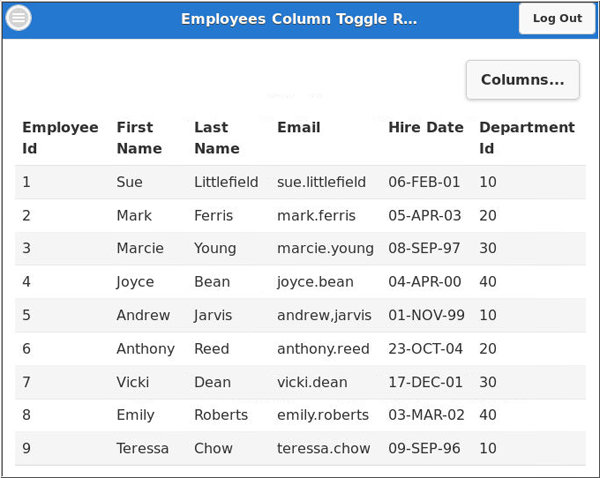 Employees Column Toggle R... Log Out
Columns...
Employee Id First Name Last Name Email Hire Date Department Id
1 Sue Littlefield sue.littlefield 06-FEB-01 10
2 Mark Ferris mark.ferris 05-APR-03 20
3 Marcie Young marcie.young 08-SEP-97 30
4 Joyce Bean joyce.bean 04-APR-00 40
5 Andrew Jarvis andrew,jarvis 01-NOV-99 10
6 Anthony Reed anthony.reed 23-OCT-04 20
7 Vicki Dean vicki.dean 17-DEC-01 30
8 Emily Roberts emily.roberts 03-MAR-02 40
9 Teressa Chow teressa.chow 09-SEP-96 10